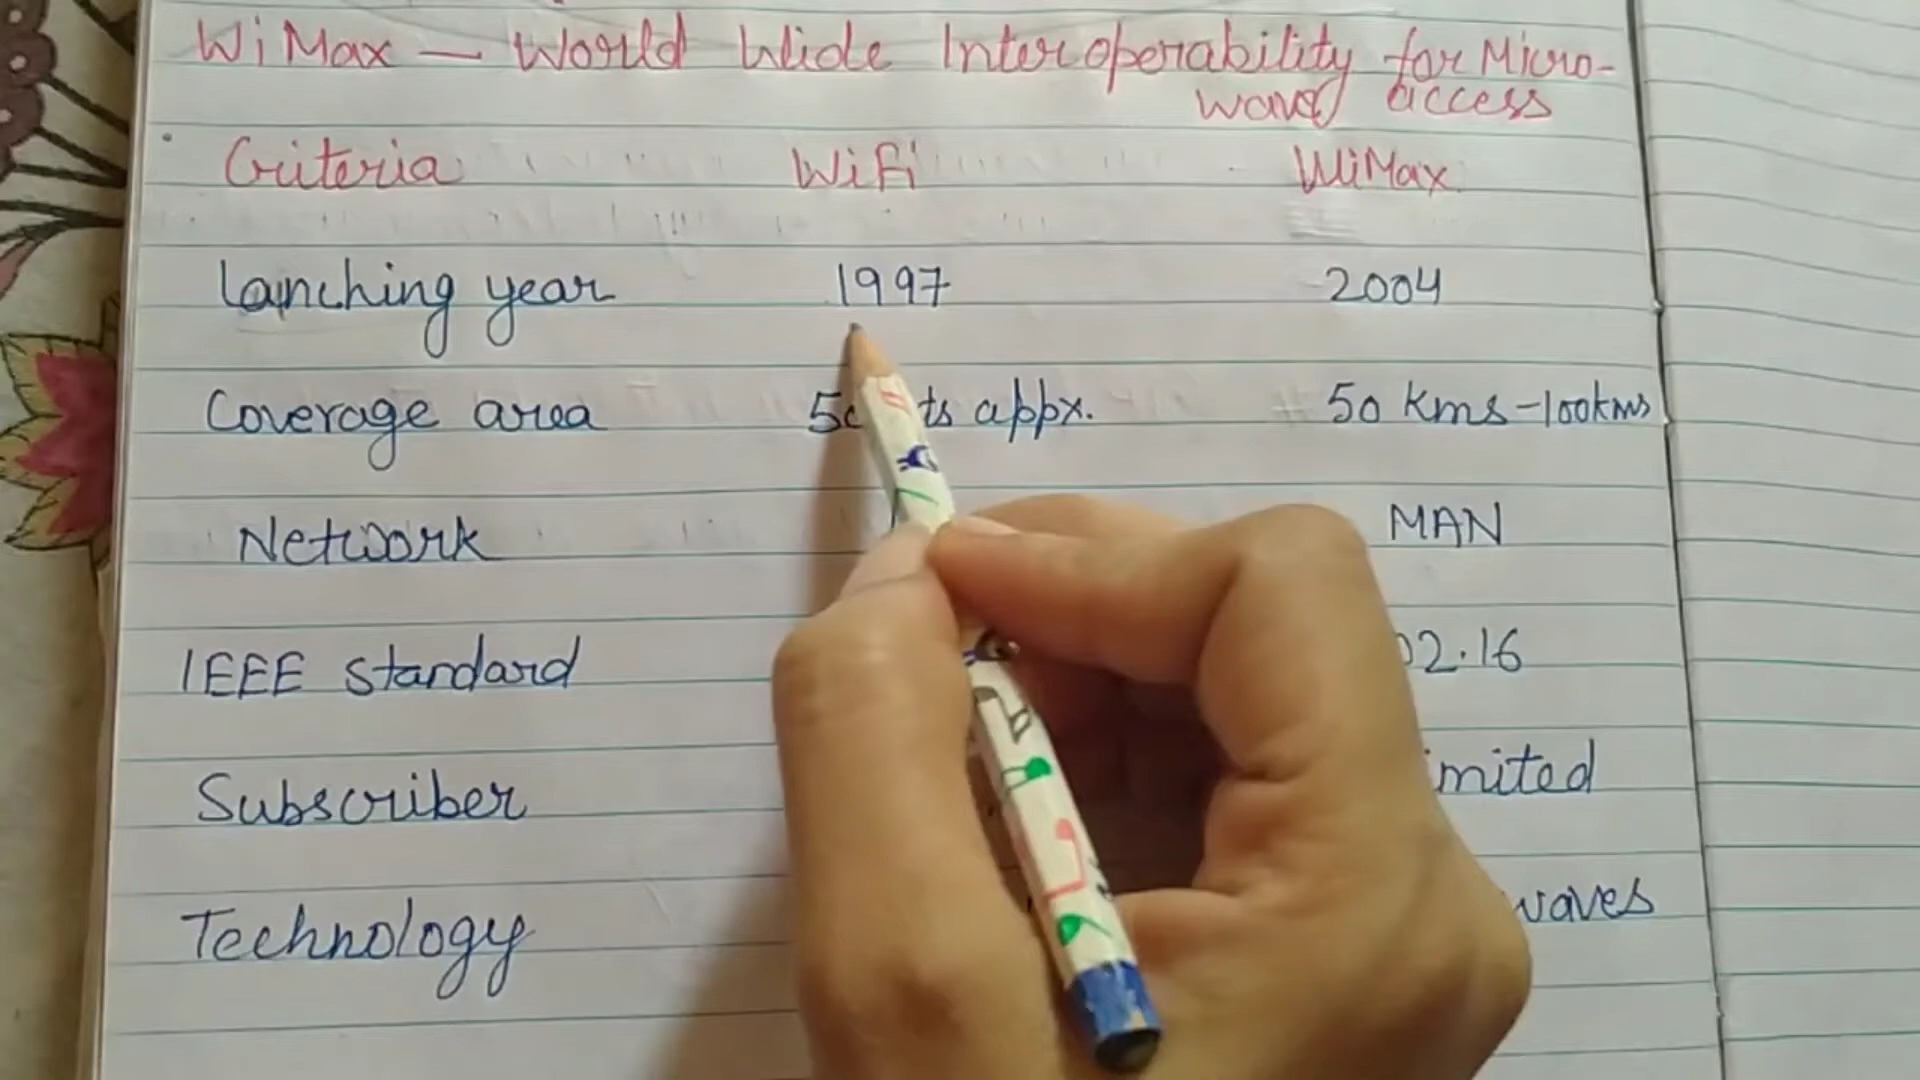 WiMax — World Wide Interoperability for Micro-
wave access
Criteria WiFi WiMax
Launching year 1997 2004
Coverage area appx. 50 kms-100kms
Network MAN
IEEE standard
Subscriber
Technology